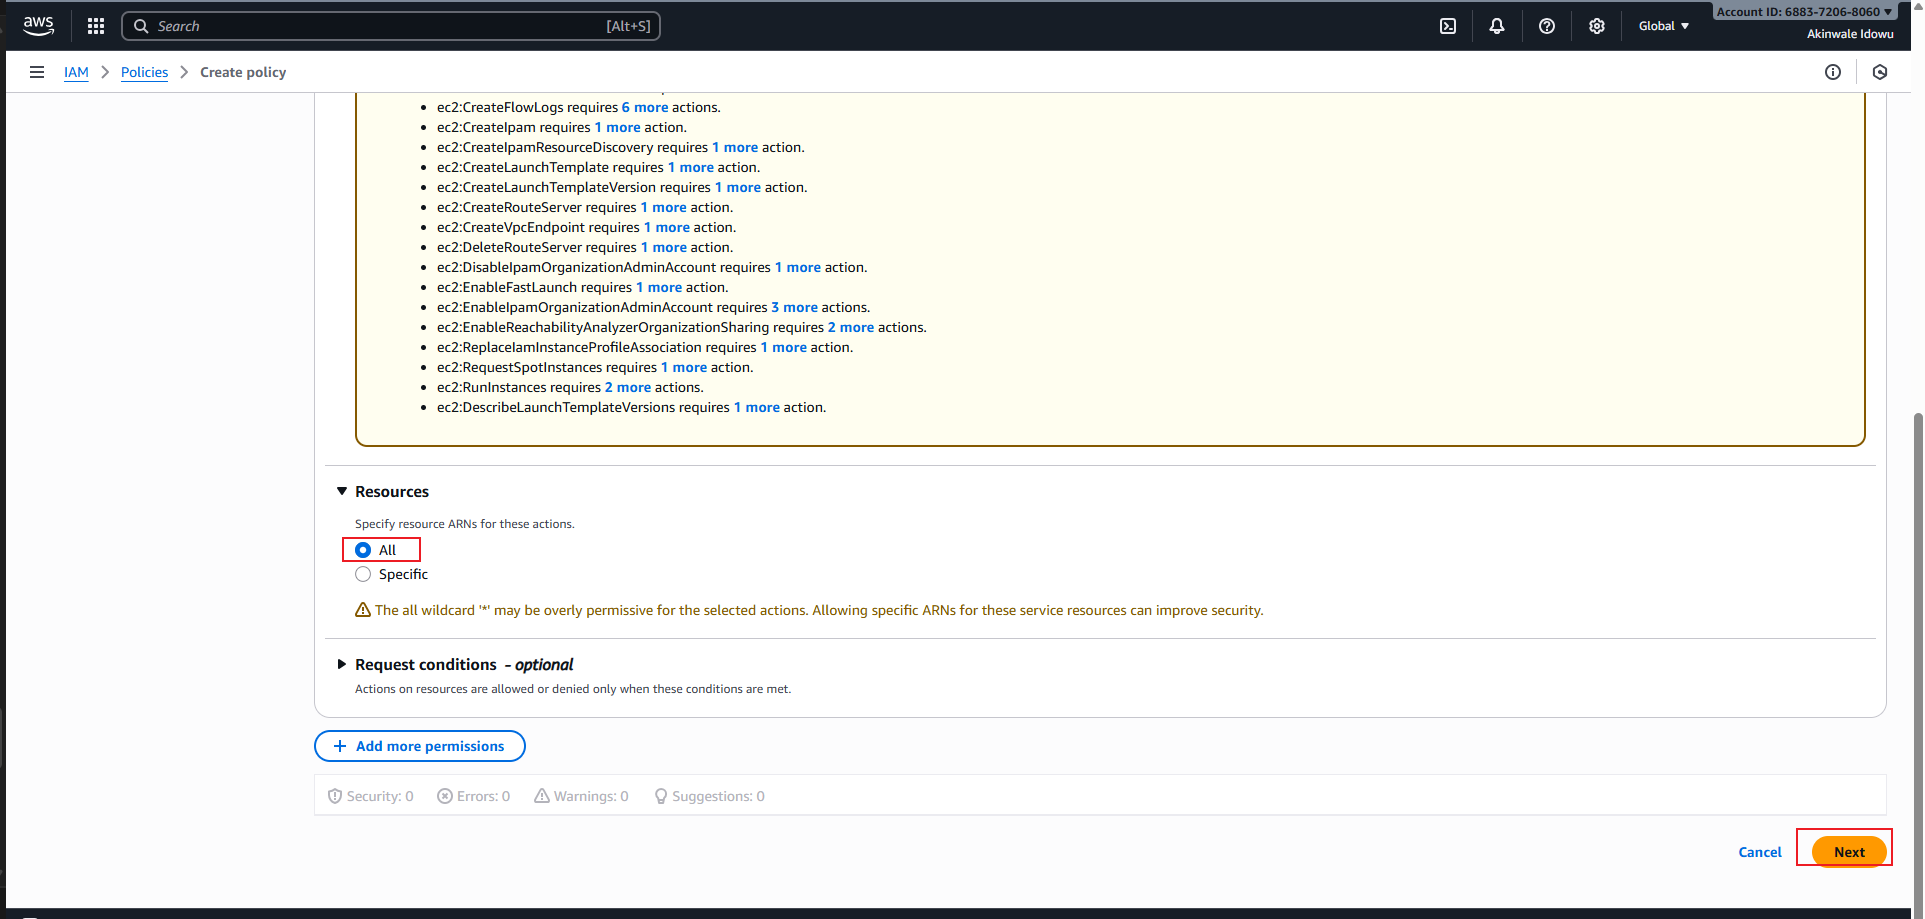 aws
Search [Alt+S]
Global
Account ID: 6883-7206-8060
Akinwale Idowu
IAM > Policies > Create policy
• ec2:CreateFlowLogs requires 6 more actions.
• ec2:CreateIpam requires 1 more action.
• ec2:CreateIpamResourceDiscovery requires 1 more action.
• ec2:CreateLaunchTemplate requires 1 more action.
• ec2:CreateLaunchTemplateVersion requires 1 more action.
• ec2:CreateRouteServer requires 1 more action.
• ec2:CreateVpcEndpoint requires 1 more action.
• ec2:DeleteRouteServer requires 1 more action.
• ec2:DisableIpamOrganizationAdminAccount requires 1 more action.
• ec2:EnableFastLaunch requires 1 more action.
• ec2:EnableIpamOrganizationAdminAccount requires 3 more actions.
• ec2:EnableReachabilityAnalyzerOrganizationSharing requires 2 more actions.
• ec2:ReplaceIamInstanceProfileAssociation requires 1 more action.
• ec2:RequestSpotInstances requires 1 more action.
• ec2:RunInstances requires 2 more actions.
• ec2:DescribeLaunchTemplateVersions requires 1 more action.
Resources
Specify resource ARNs for these actions.
All
Specific
The all wildcard '*' may be overly permissive for the selected actions. Allowing specific ARNs for these service resources can improve security.
Request conditions - optional
Actions on resources are allowed or denied only when these conditions are met.
+ Add more permissions
Security: 0 Errors: 0 Warnings: 0 Suggestions: 0
Cancel Next